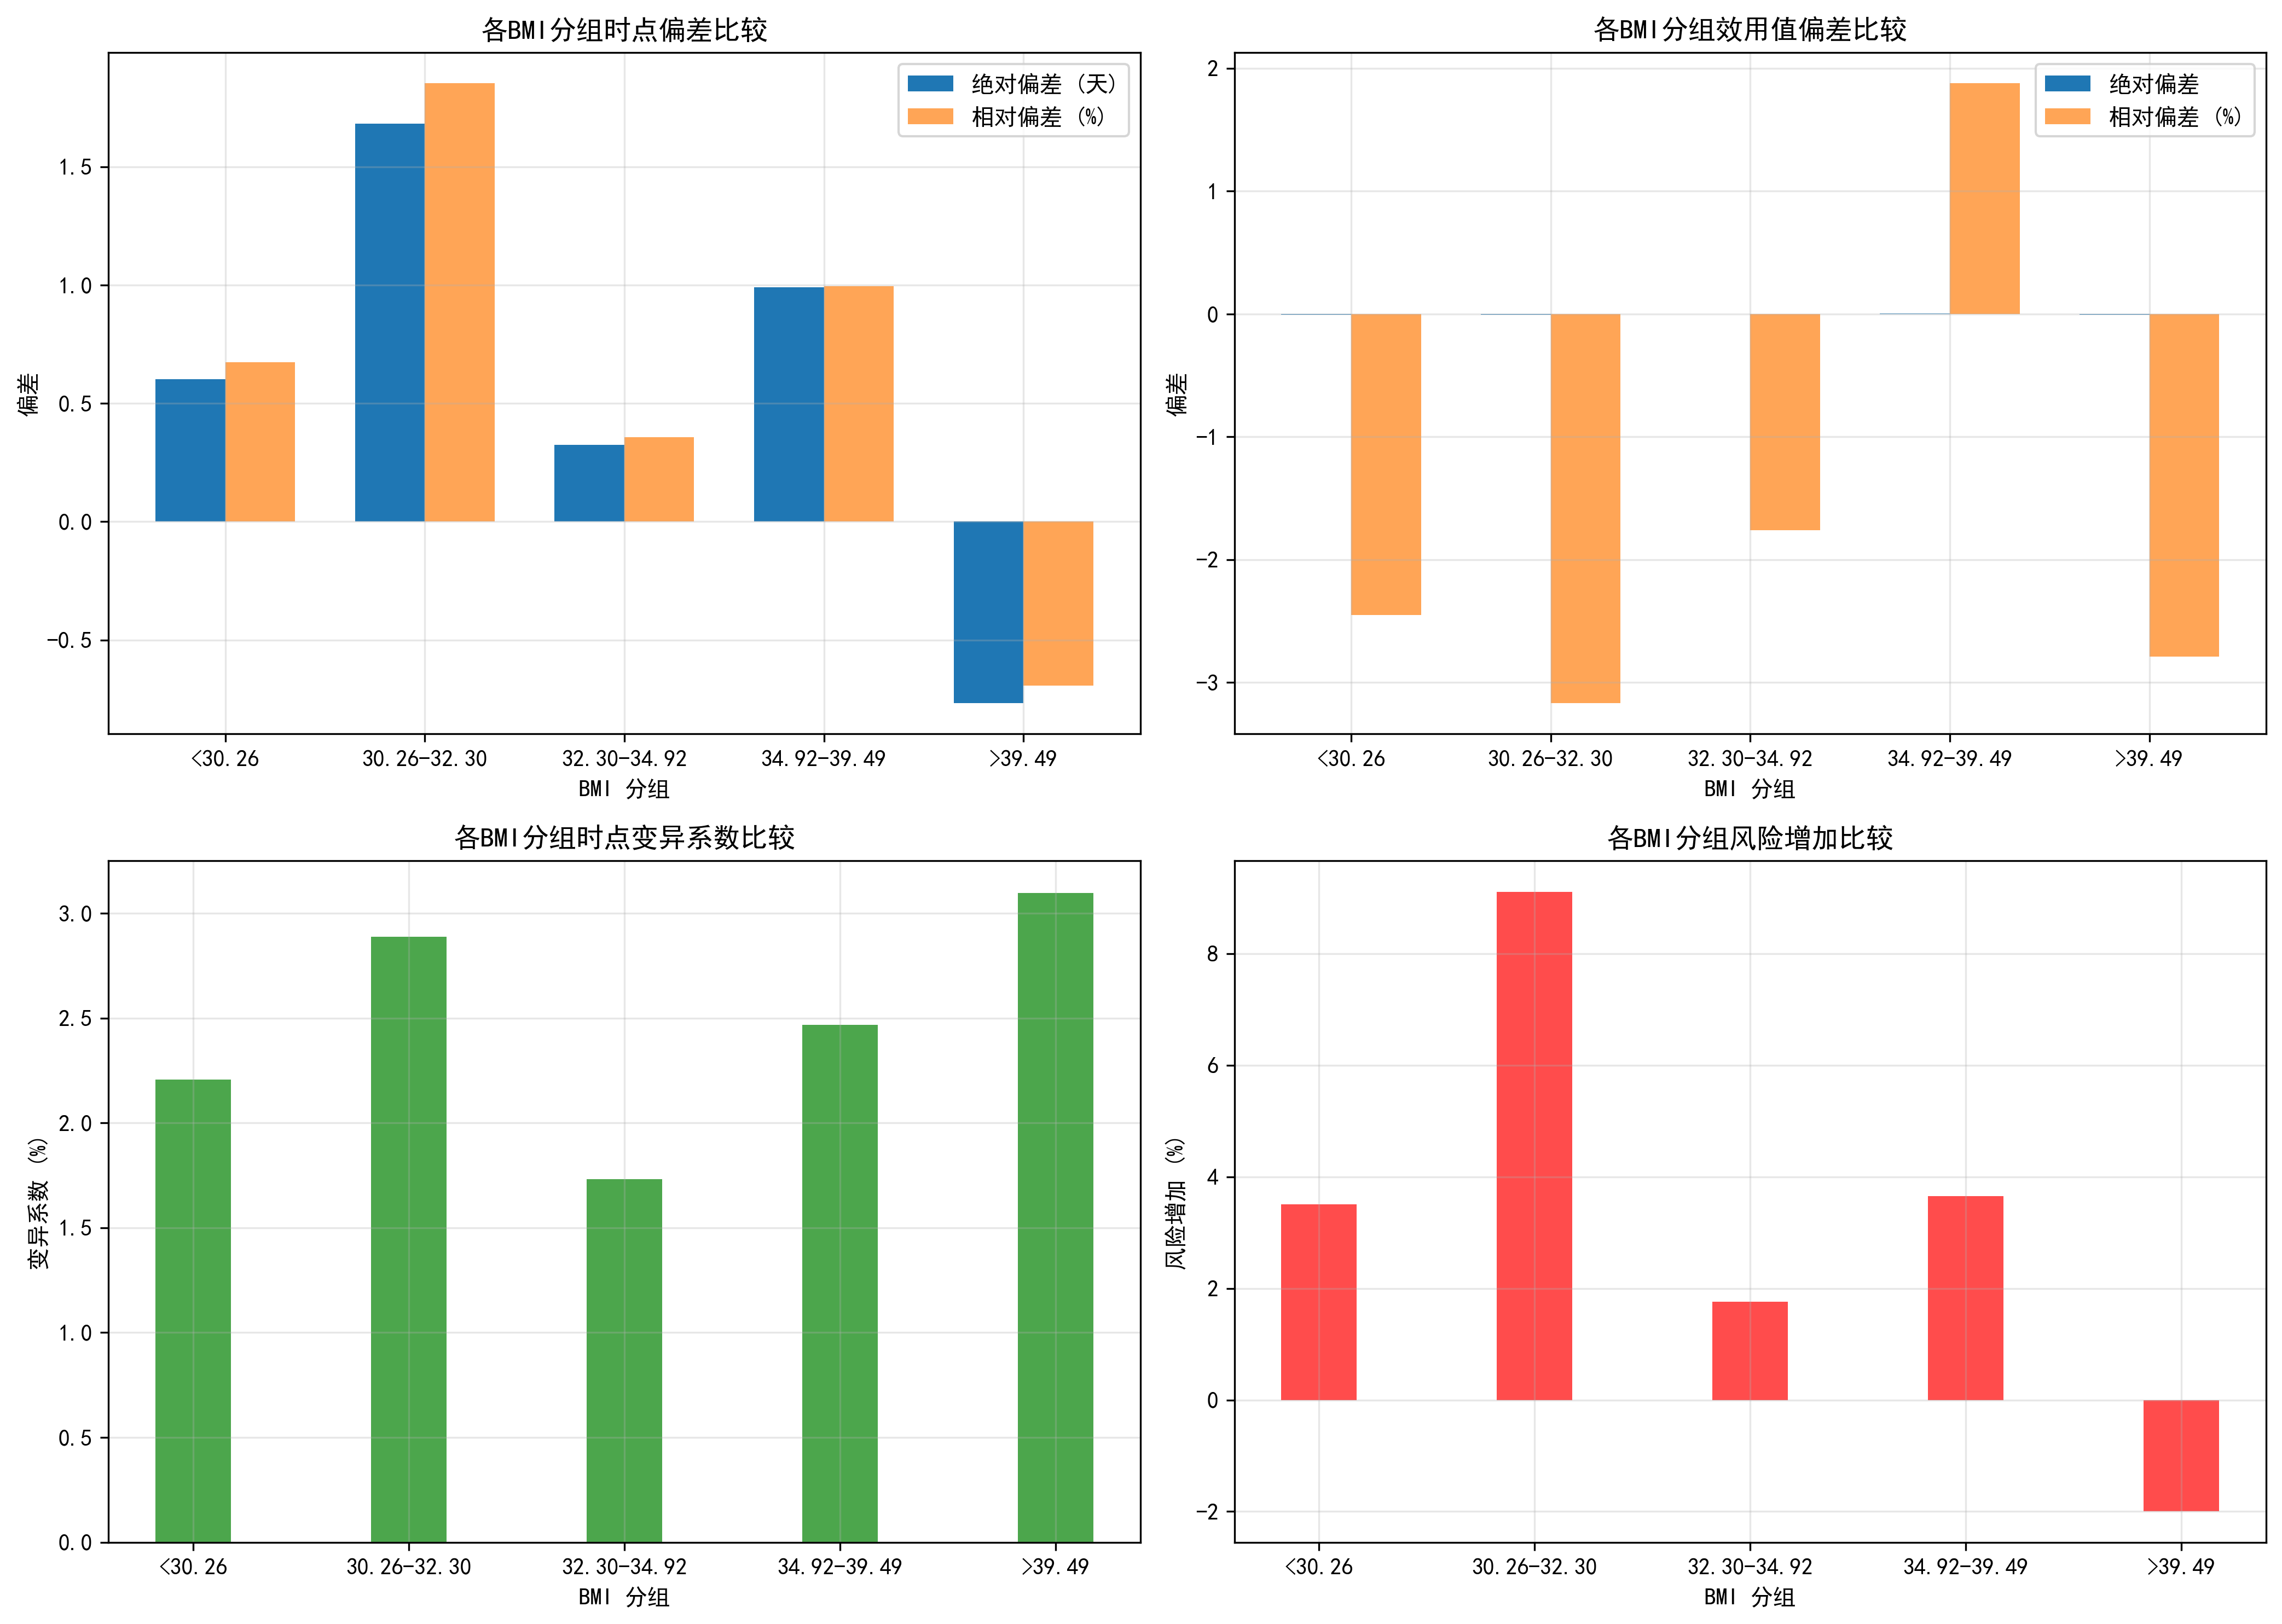 各BMI分组时点偏差比较
绝对偏差 (天)
相对偏差 (%)
偏差
1.5
1.0
0.5
0.0
−0.5
<30.26
30.26-32.30
32.30-34.92
34.92-39.49
>39.49
BMI 分组
各BMI分组效用值偏差比较
绝对偏差
相对偏差 (%)
偏差
2
1
0
−1
−2
−3
<30.26
30.26-32.30
32.30-34.92
34.92-39.49
>39.49
BMI 分组
各BMI分组时点变异系数比较
变异系数 (%)
3.0
2.5
2.0
1.5
1.0
0.5
0.0
<30.26
30.26-32.30
32.30-34.92
34.92-39.49
>39.49
BMI 分组
各BMI分组风险增加比较
风险增加 (%)
8
6
4
2
0
−2
<30.26
30.26-32.30
32.30-34.92
34.92-39.49
>39.49
BMI 分组